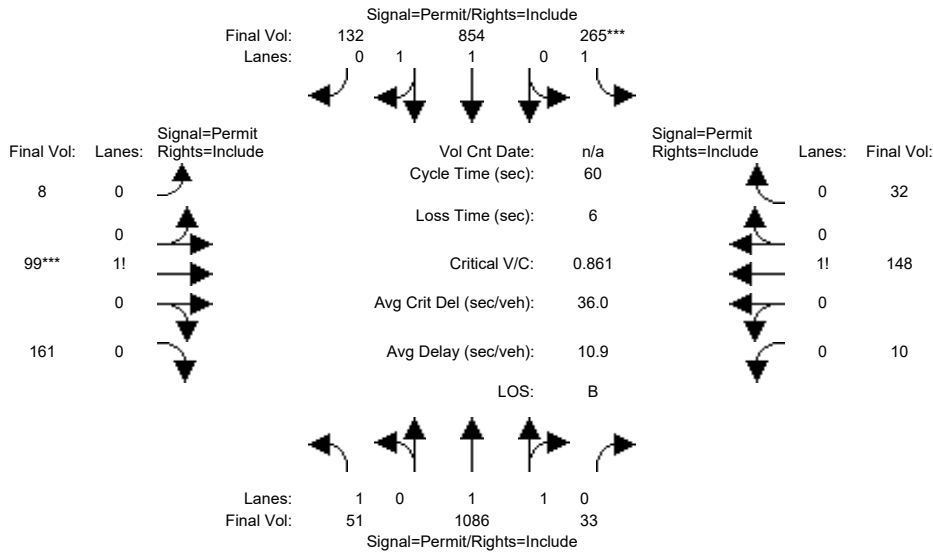 Signal=Permit/Rights=Include
Final Vol: 132 854 265***
Lanes: 0 1 1 0 1
Signal=Permit
Final Vol: Lanes: Rights=Include
Vol Cnt Date: n/a
Signal=Permit
Rights=Include Lanes: Final Vol:
Cycle Time (sec): 60
8 0
0 32
Loss Time (sec): 6
0
0
99*** 1!
Critical V/C: 0.861
1! 148
0
Avg Crit Del (sec/veh): 36.0
0
161 0
Avg Delay (sec/veh): 10.9
0 10
LOS: B
Lanes: 1 0 1 1 0
Final Vol: 51 1086 33
Signal=Permit/Rights=Include